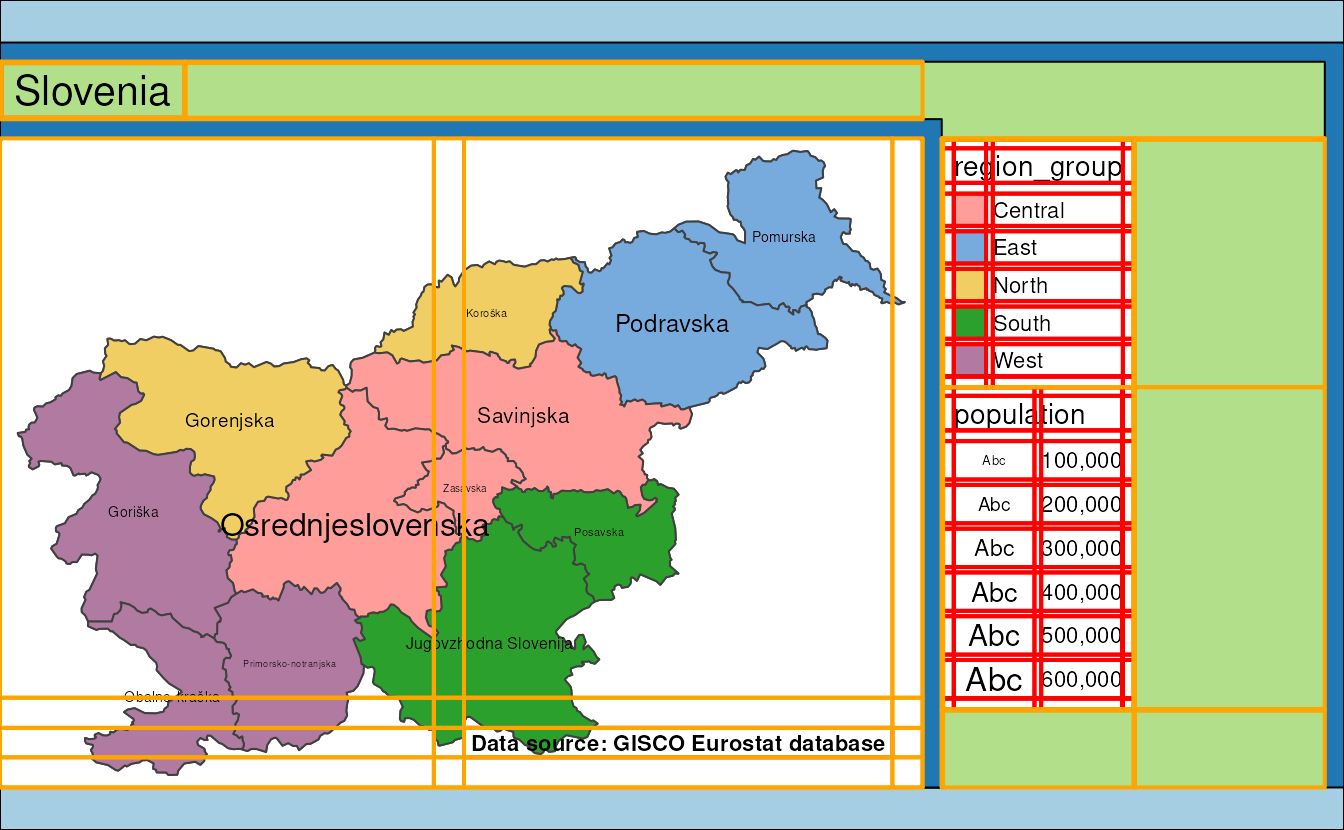 Slovenia
region_group
Central
East
North
South
West
population
Abc 100,000
Abc 200,000
Abc 300,000
Abc 400,000
Abc 500,000
Abc 600,000
Pomurska
Koroška
Podravska
Gorenjska
Savinjska
Zasavska
Goriška
Osrednjeslovenska
Posavska
Jugovzhodna Slovenija
Primorsko-notranjska
Obalno-kraška
Data source: GISCO Eurostat database